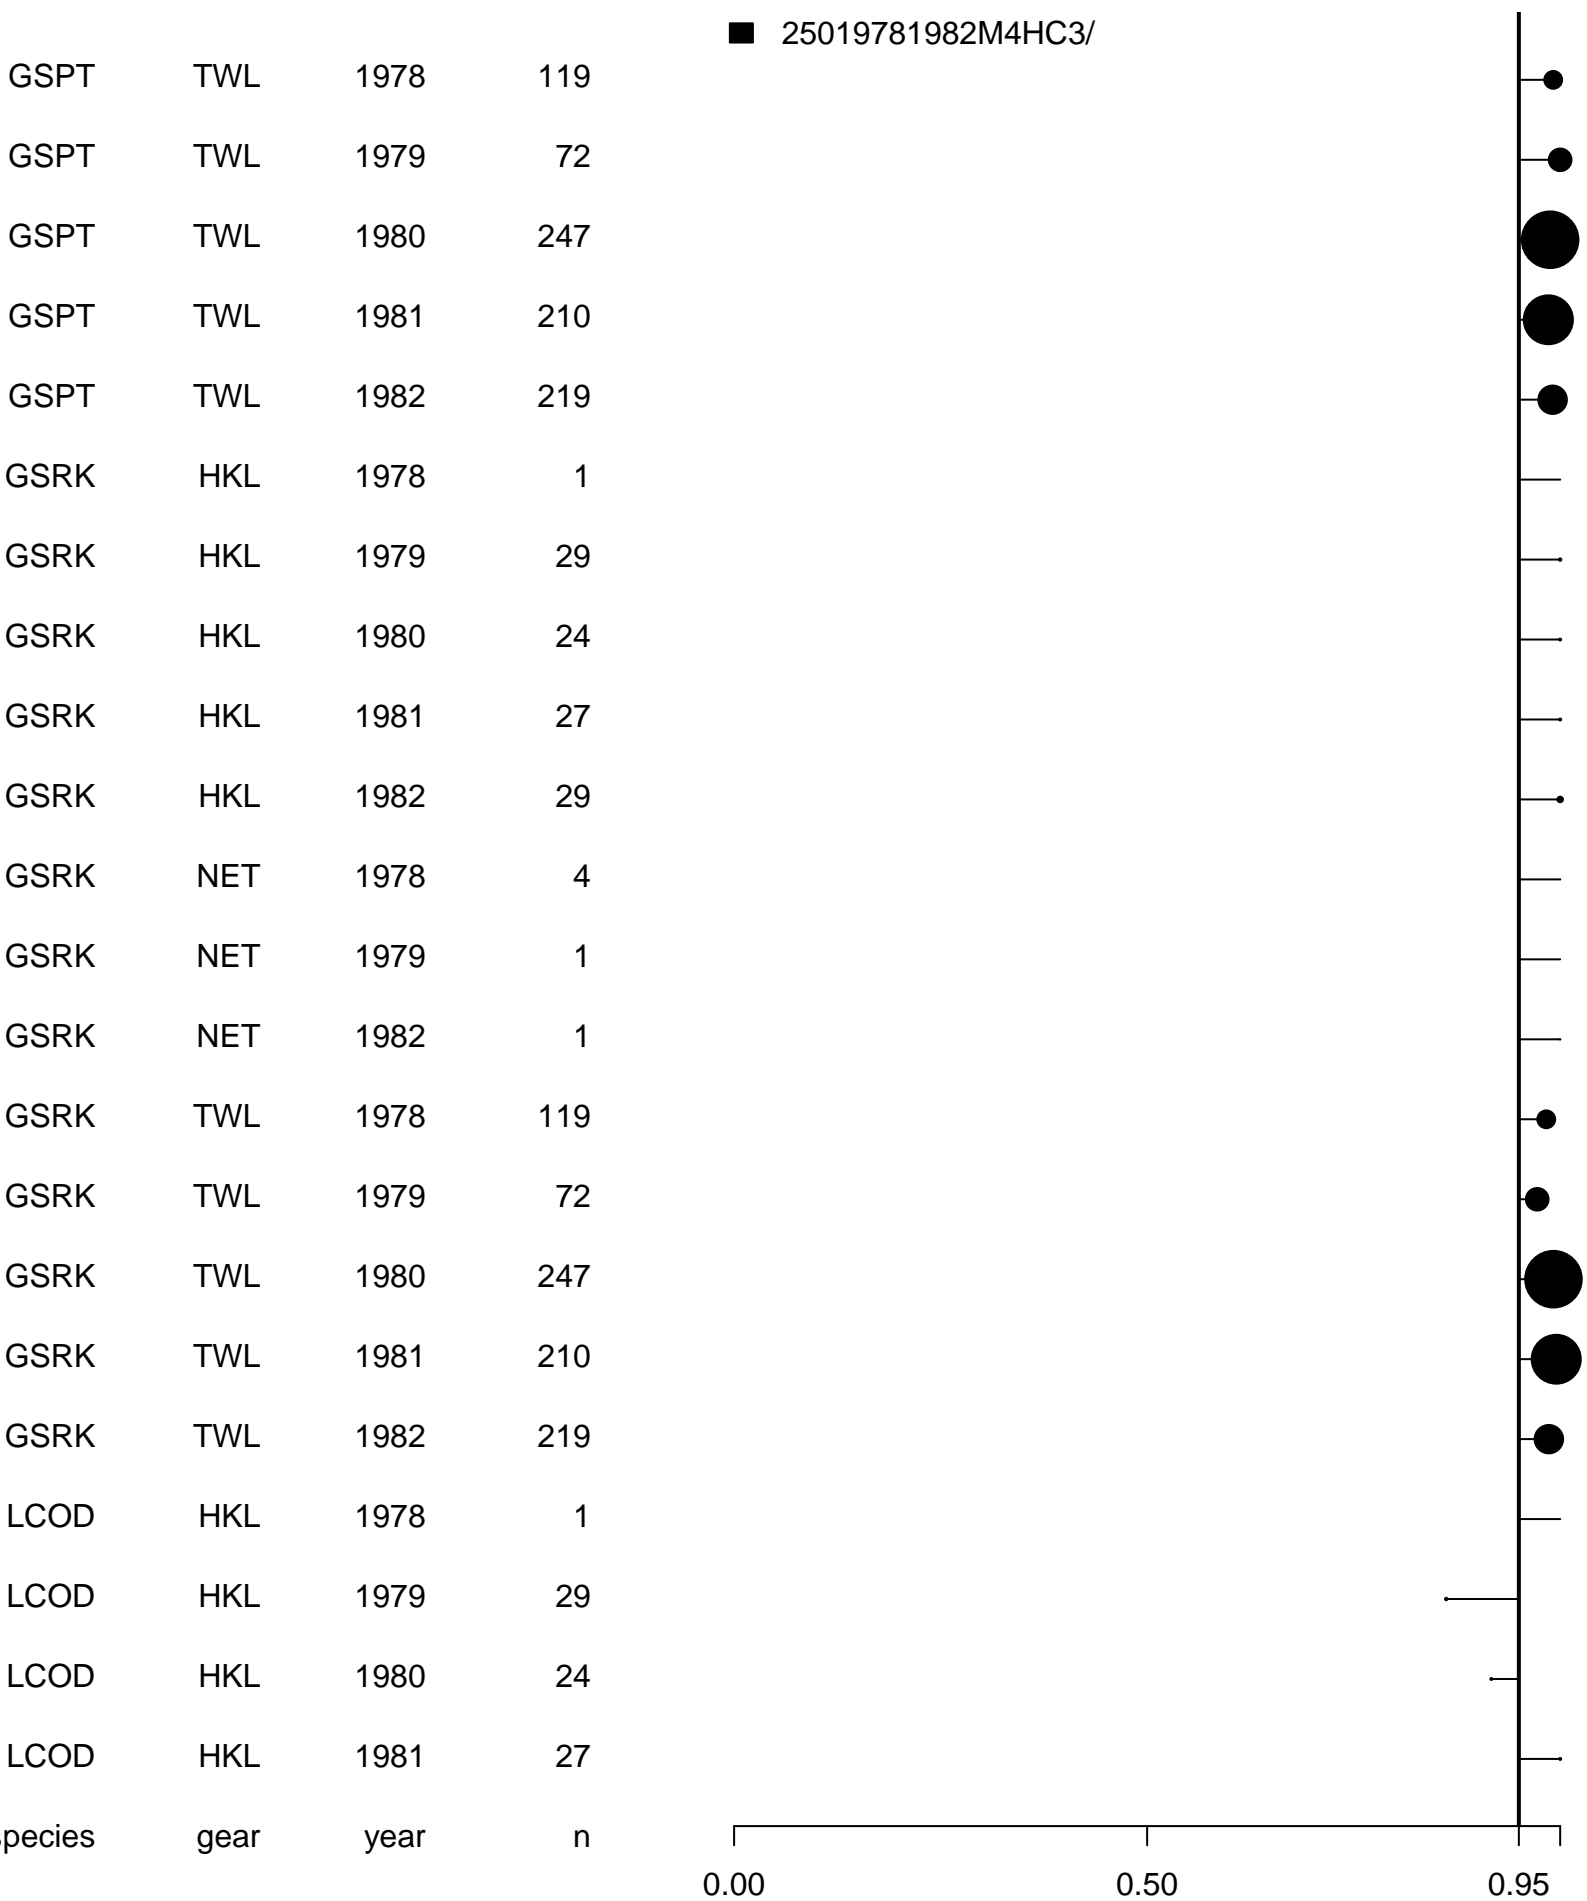 25019781982M4HC3/
GSPT TWL 1978 119
GSPT TWL 1979 72
GSPT TWL 1980 247
GSPT TWL 1981 210
GSPT TWL 1982 219
GSRK HKL 1978 1
GSRK HKL 1979 29
GSRK HKL 1980 24
GSRK HKL 1981 27
GSRK HKL 1982 29
GSRK NET 1978 4
GSRK NET 1979 1
GSRK NET 1982 1
GSRK TWL 1978 119
GSRK TWL 1979 72
GSRK TWL 1980 247
GSRK TWL 1981 210
GSRK TWL 1982 219
LCOD HKL 1978 1
LCOD HKL 1979 29
LCOD HKL 1980 24
LCOD HKL 1981 27
species gear year n
0.00 0.50 0.95